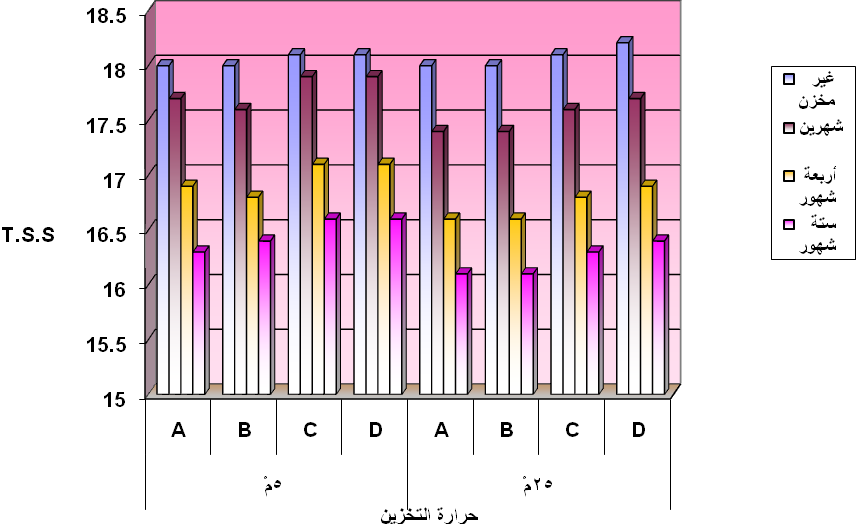 18.5
18
17.5
17
16.5
16
15.5
15
T.S.S
A B C D A B C D
٥مْ ٢٥مْ
حرارة التخزين
غير
مخزن
شهرين
أربعة
شهور
ستة
شهور